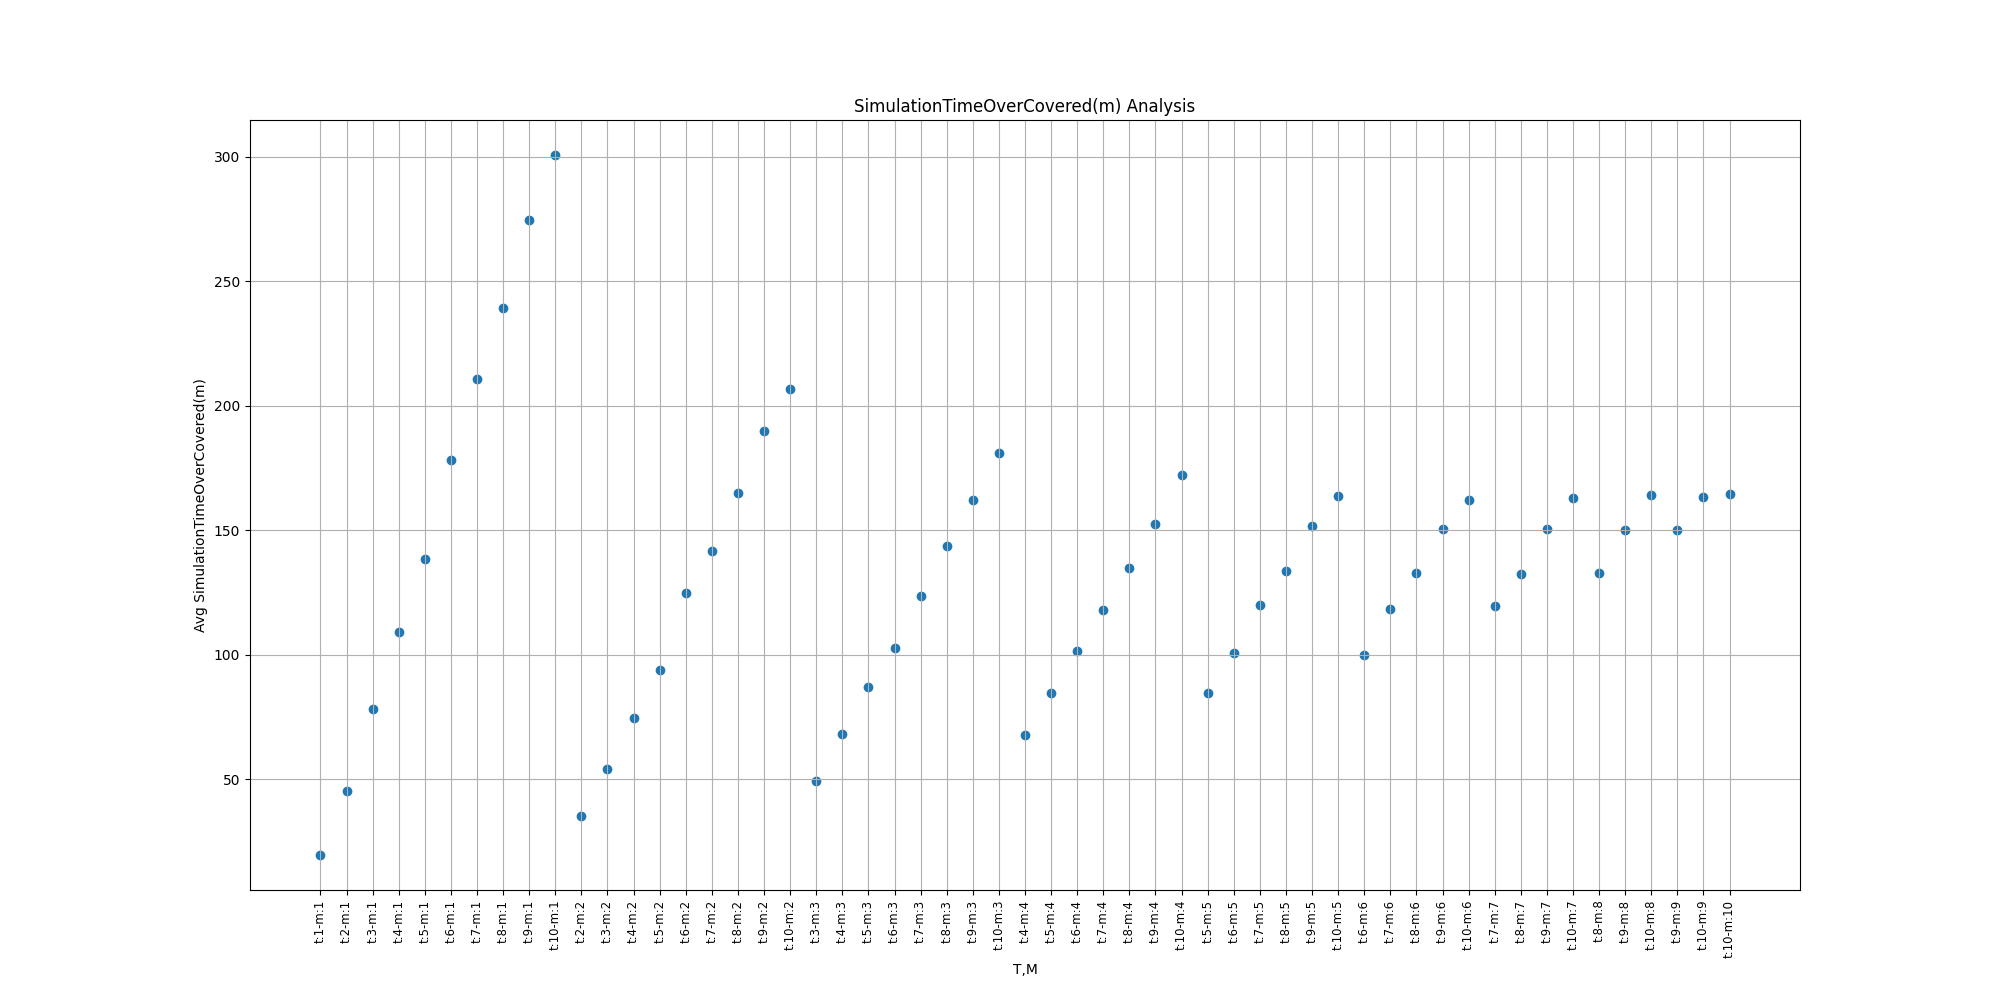 SimulationTimeOverCovered(m) Analysis
Avg SimulationTimeOverCovered(m)
300
250
200
150
100
50
t:1-m:1
t:2-m:1
t:3-m:1
t:4-m:1
t:5-m:1
t:6-m:1
t:7-m:1
t:8-m:1
t:9-m:1
t:10-m:1
t:2-m:2
t:3-m:2
t:4-m:2
t:5-m:2
t:6-m:2
t:7-m:2
t:8-m:2
t:9-m:2
t:10-m:2
t:3-m:3
t:4-m:3
t:5-m:3
t:6-m:3
t:7-m:3
t:8-m:3
t:9-m:3
t:10-m:3
t:4-m:4
t:5-m:4
t:6-m:4
t:7-m:4
t:8-m:4
t:9-m:4
t:10-m:4
t:5-m:5
t:6-m:5
t:7-m:5
t:8-m:5
t:9-m:5
t:10-m:5
t:6-m:6
t:7-m:6
t:8-m:6
t:9-m:6
t:10-m:6
t:7-m:7
t:8-m:7
t:9-m:7
t:10-m:7
t:8-m:8
t:9-m:8
t:10-m:8
t:9-m:9
t:10-m:9
t:10-m:10
T,M